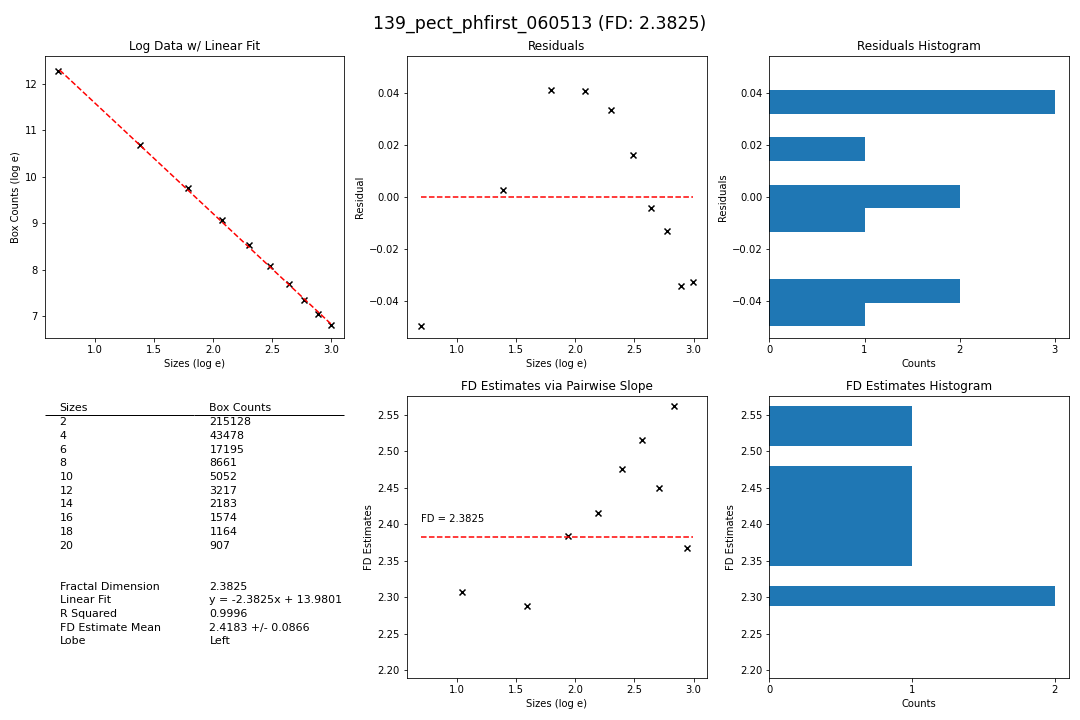 139_pect_phfirst_060513 (FD: 2.3825)
Log Data w/ Linear Fit
Box Counts (log e)
12
11
10
9
8
7
1.0 1.5 2.0 2.5 3.0
Sizes (log e)
Residuals
Residual
0.04
0.02
0.00
−0.02
−0.04
1.0 1.5 2.0 2.5 3.0
Sizes (log e)
Residuals Histogram
Residuals
0.04
0.02
0.00
−0.02
−0.04
0 1 2 3
Counts
Sizes Box Counts
2 215128
4 43478
6 17195
8 8661
10 5052
12 3217
14 2183
16 1574
18 1164
20 907
Fractal Dimension 2.3825
Linear Fit y = -2.3825x + 13.9801
R Squared 0.9996
FD Estimate Mean 2.4183 +/- 0.0866
Lobe Left
FD Estimates via Pairwise Slope
FD Estimates
2.55
2.50
2.45
2.40
2.35
2.30
2.25
2.20
FD = 2.3825
1.0 1.5 2.0 2.5 3.0
Sizes (log e)
FD Estimates Histogram
FD Estimates
2.55
2.50
2.45
2.40
2.35
2.30
2.25
2.20
0 1 2
Counts